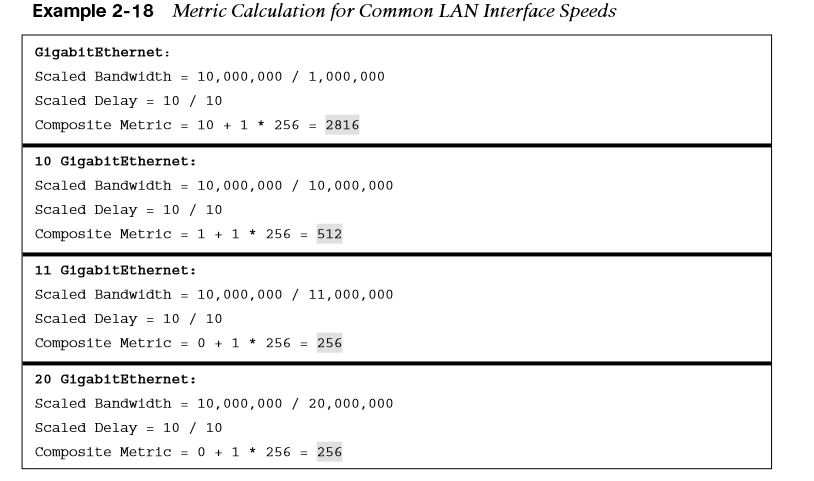 Example 2-18 Metric Calculation for Common LAN Interface Speeds
GigabitEthernet:
Scaled Bandwidth = 10,000,000 / 1,000,000
Scaled Delay = 10 / 10
Composite Metric = 10 + 1 * 256 = 2816
10 GigabitEthernet:
Scaled Bandwidth = 10,000,000 / 10,000,000
Scaled Delay = 10 / 10
Composite Metric = 1 + 1 * 256 = 512
11 GigabitEthernet:
Scaled Bandwidth = 10,000,000 / 11,000,000
Scaled Delay = 10 / 10
Composite Metric = 0 + 1 * 256 = 256
20 GigabitEthernet:
Scaled Bandwidth = 10,000,000 / 20,000,000
Scaled Delay = 10 / 10
Composite Metric = 0 + 1 * 256 = 256